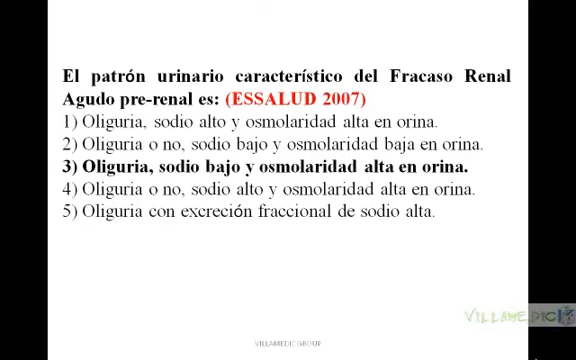 El patrón urinario característico del Fracaso Renal
Agudo pre-renal es: (ESSALUD 2007)
1) Oliguria, sodio alto y osmolaridad alta en orina.
2) Oliguria o no, sodio bajo y osmolaridad baja en orina.
3) Oliguria, sodio bajo y osmolaridad alta en orina.
4) Oliguria o no, sodio alto y osmolaridad alta en orina.
5) Oliguria con excreción fraccional de sodio alta.
VILLAMEDIC
VILLAMEDIC GROUP